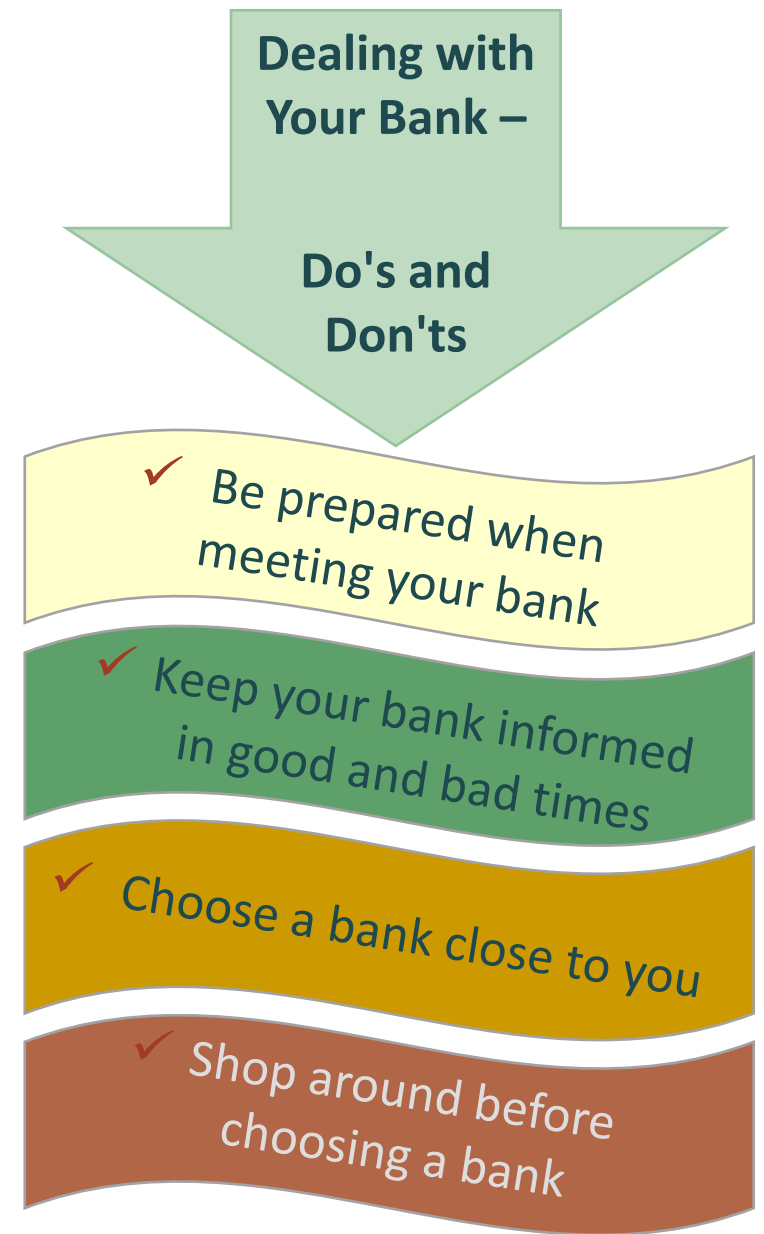 Dealing with
Your Bank –
Do's and
Don'ts
✓ Be prepared when
meeting your bank
✓ Keep your bank informed
in good and bad times
✓ Choose a bank close to you
✓ Shop around before
choosing a bank